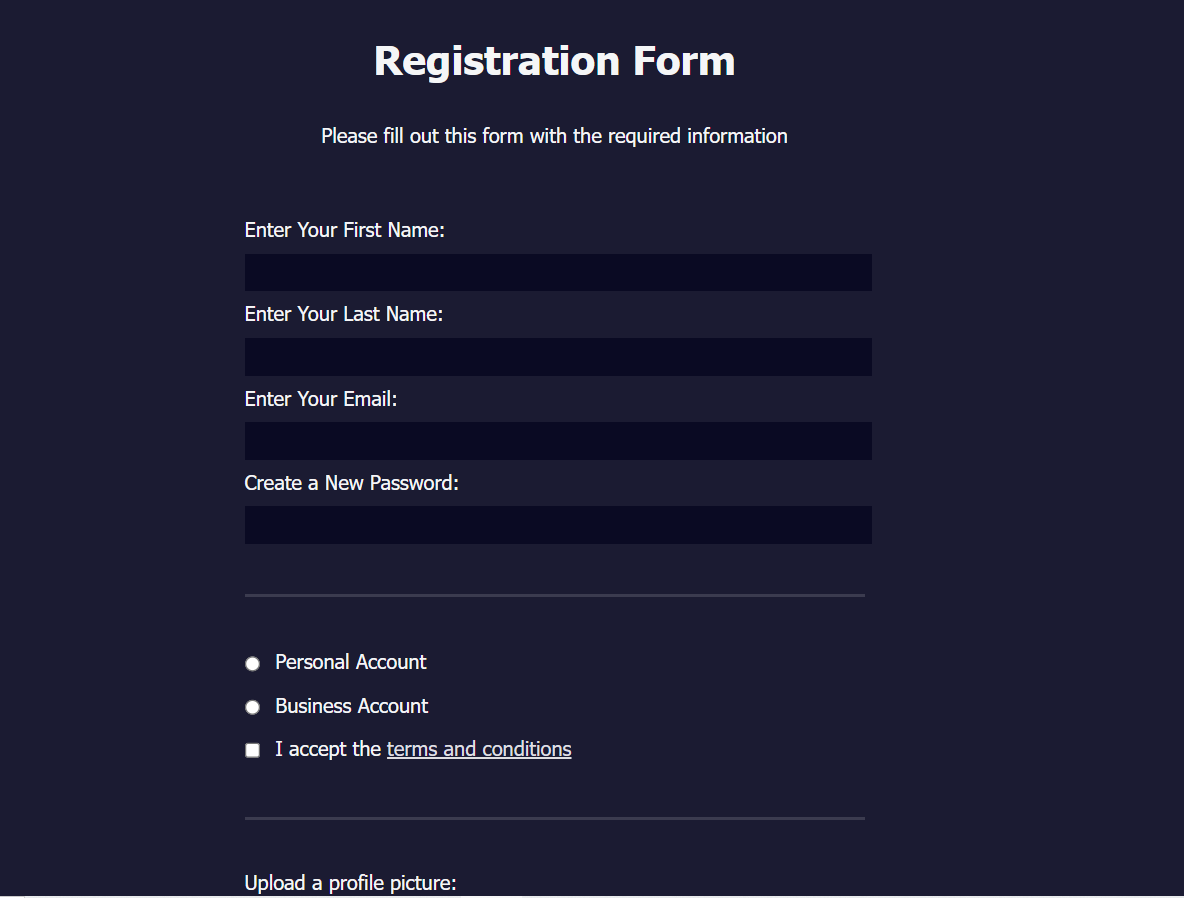 Registration Form
Please fill out this form with the required information
Enter Your First Name:
Enter Your Last Name:
Enter Your Email:
Create a New Password:
Personal Account
Business Account
I accept the terms and conditions
Upload a profile picture: